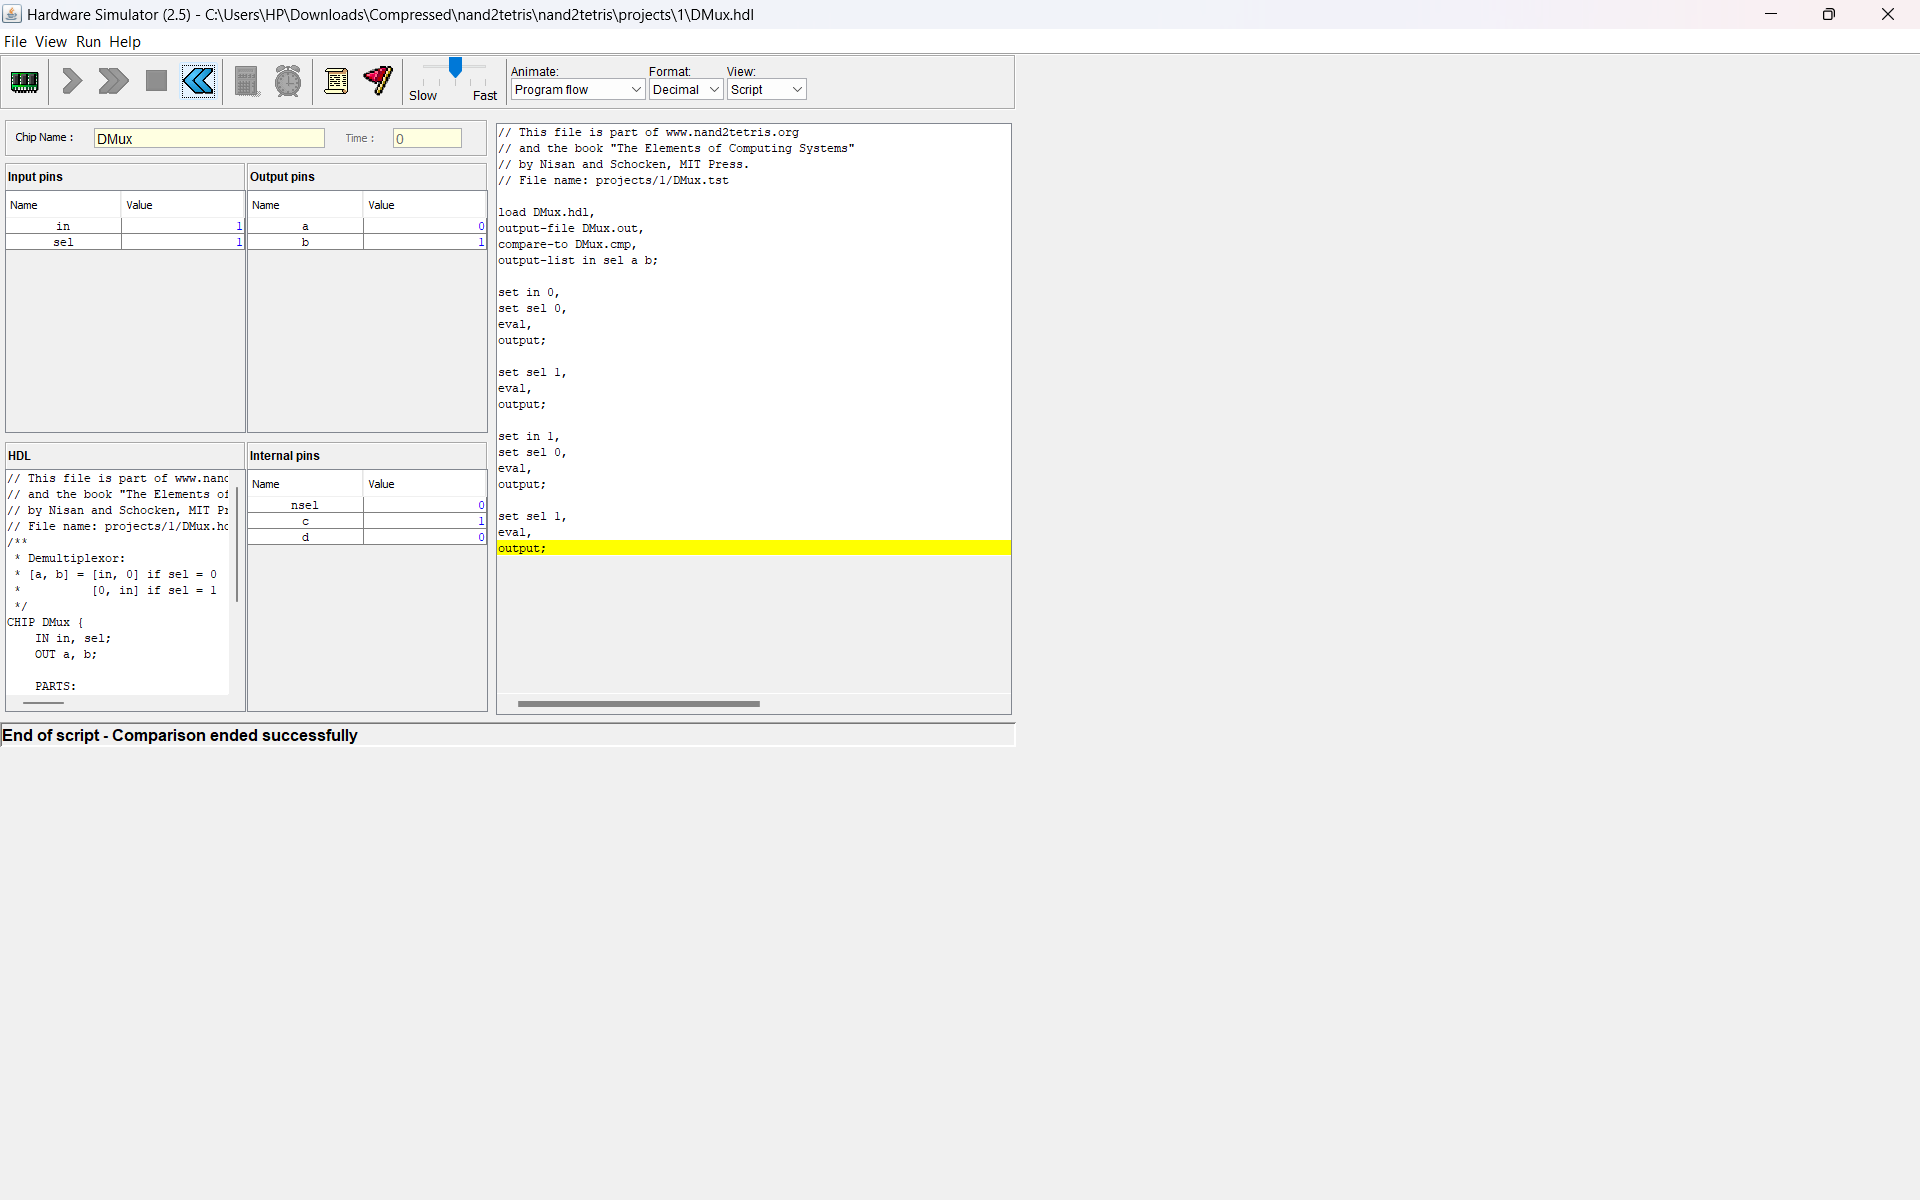 Hardware Simulator (2.5) - C:\Users\HP\Downloads\Compressed\nand2tetris\nand2tetris\projects\1\DMux.hdl
File View Run Help
Slow Fast
Animate: Format: View:
Program flow Decimal Script
Chip Name : DMux Time : 0
Input pins
Name Value
in 1
sel 1
Output pins
Name Value
a 0
b 1
HDL
// This file is part of www.nand
// and the book "The Elements of
// by Nisan and Schocken, MIT Pr
// File name: projects/1/DMux.hd
/**
* Demultiplexor:
* [a, b] = [in, 0] if sel = 0
* [0, in] if sel = 1
*/
CHIP DMux {
IN in, sel;
OUT a, b;
PARTS:
Internal pins
Name Value
nsel 0
c 1
d 0
// This file is part of www.nand2tetris.org
// and the book "The Elements of Computing Systems"
// by Nisan and Schocken, MIT Press.
// File name: projects/1/DMux.tst
load DMux.hdl,
output-file DMux.out,
compare-to DMux.cmp,
output-list in sel a b;
set in 0,
set sel 0,
eval,
output;
set sel 1,
eval,
output;
set in 1,
set sel 0,
eval,
output;
set sel 1,
eval,
output;
End of script - Comparison ended successfully